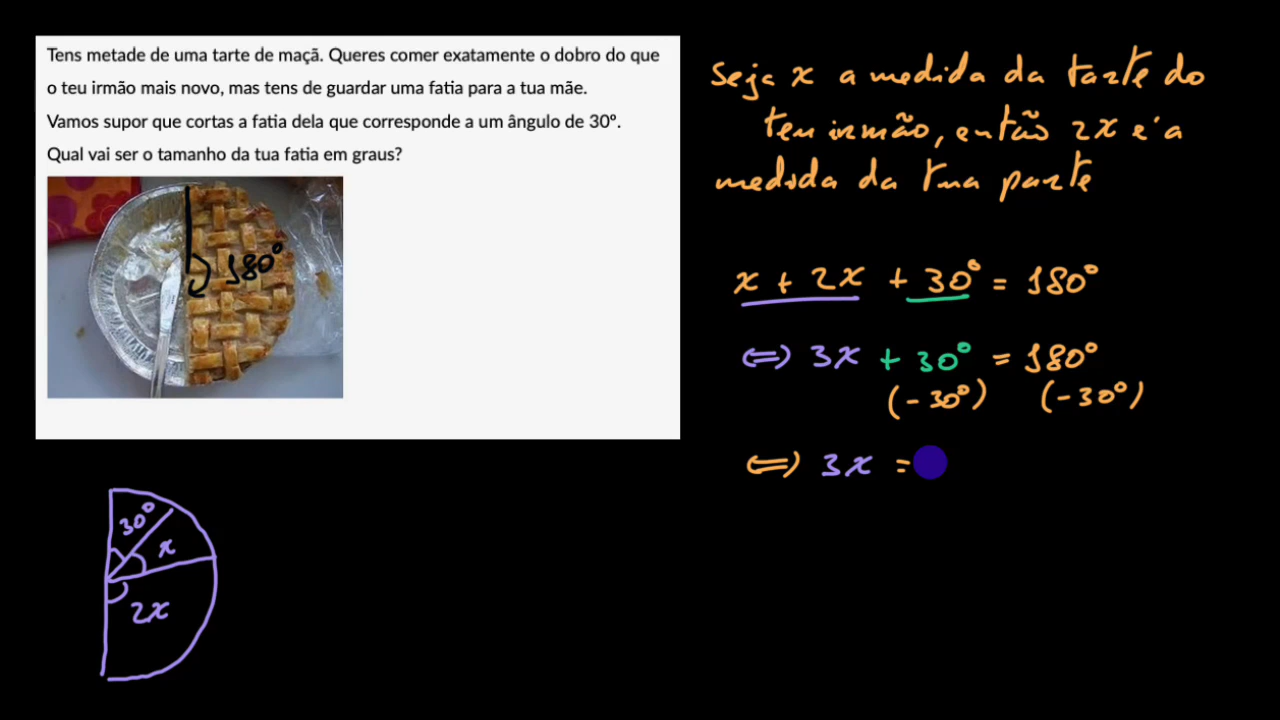 Tens metade de uma tarte de maçã. Queres comer exatamente o dobro do que
o teu irmão mais novo, mas tens de guardar uma fatia para a tua mãe.
Vamos supor que cortas a fatia dela que corresponde a um ângulo de 30º.
Qual vai ser o tamanho da tua fatia em graus?
180°
Seja x a medida da tarte do
teu irmão, então 2x é a
medida da tua parte
x + 2x + 30° = 180°
⇔ 3x + 30° = 180°
(-30°) (-30°)
⇔ 3x =
30°
x
2x